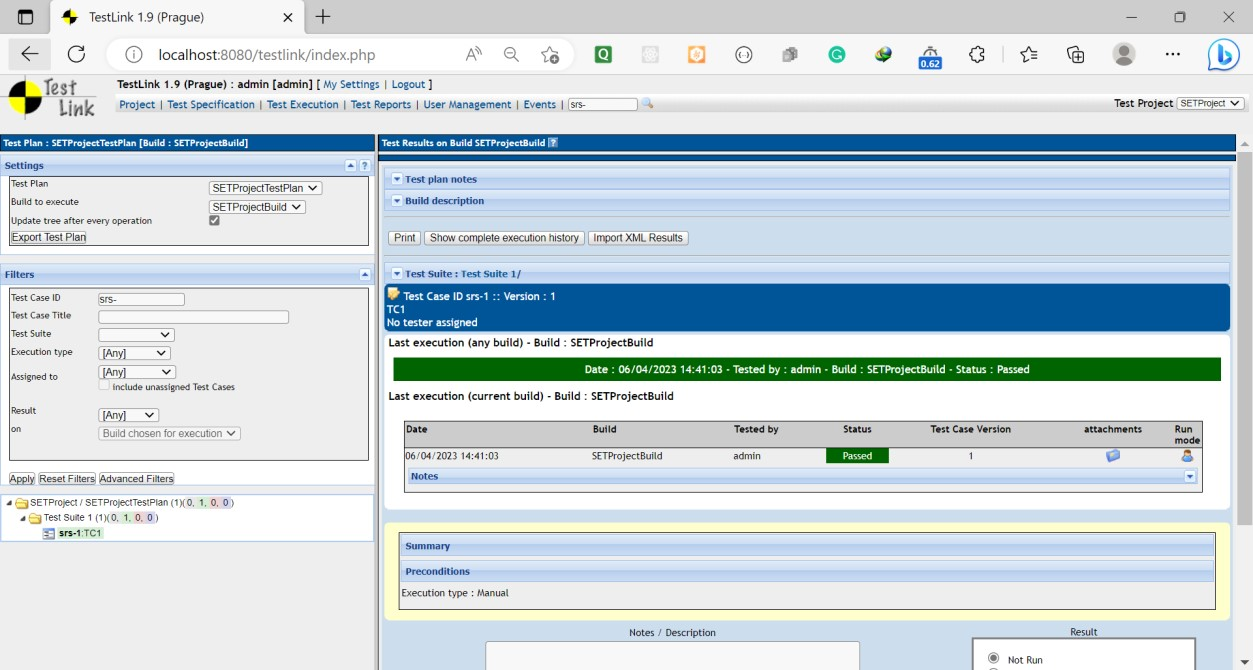 TestLink 1.9 (Prague)
localhost:8080/testlink/index.php
0.62
Test Link
TestLink 1.9 (Prague) : admin [admin] [ My Settings | Logout ]
Project | Test Specification | Test Execution | Test Reports | User Management | Events | srs-
Test Project SETProject
Test Plan : SETProjectTestPlan [Build : SETProjectBuild]
Settings
Test Plan SETProjectTestPlan
Build to execute SETProjectBuild
Update tree after every operation
Export Test Plan
Filters
Test Case ID srs-
Test Case Title
Test Suite
Execution type [Any]
Assigned to [Any]
include unassigned Test Cases
Result [Any]
on Build chosen for execution
Apply Reset Filters Advanced Filters
SETProject / SETProjectTestPlan (1)(0, 1, 0, 0)
Test Suite 1 (1)(0, 1, 0, 0)
srs-1:TC1
Test Results on Build SETProjectBuild ?
Test plan notes
Build description
Print Show complete execution history Import XML Results
Test Suite : Test Suite 1/
Test Case ID srs-1 :: Version : 1
TC1
No tester assigned
Last execution (any build) - Build : SETProjectBuild
Date : 06/04/2023 14:41:03 - Tested by : admin - Build : SETProjectBuild - Status : Passed
Last execution (current build) - Build : SETProjectBuild
Date Build Tested by Status Test Case Version attachments Run mode
06/04/2023 14:41:03 SETProjectBuild admin Passed 1
Notes
Summary
Preconditions
Execution type : Manual
Notes / Description
Result
Not Run